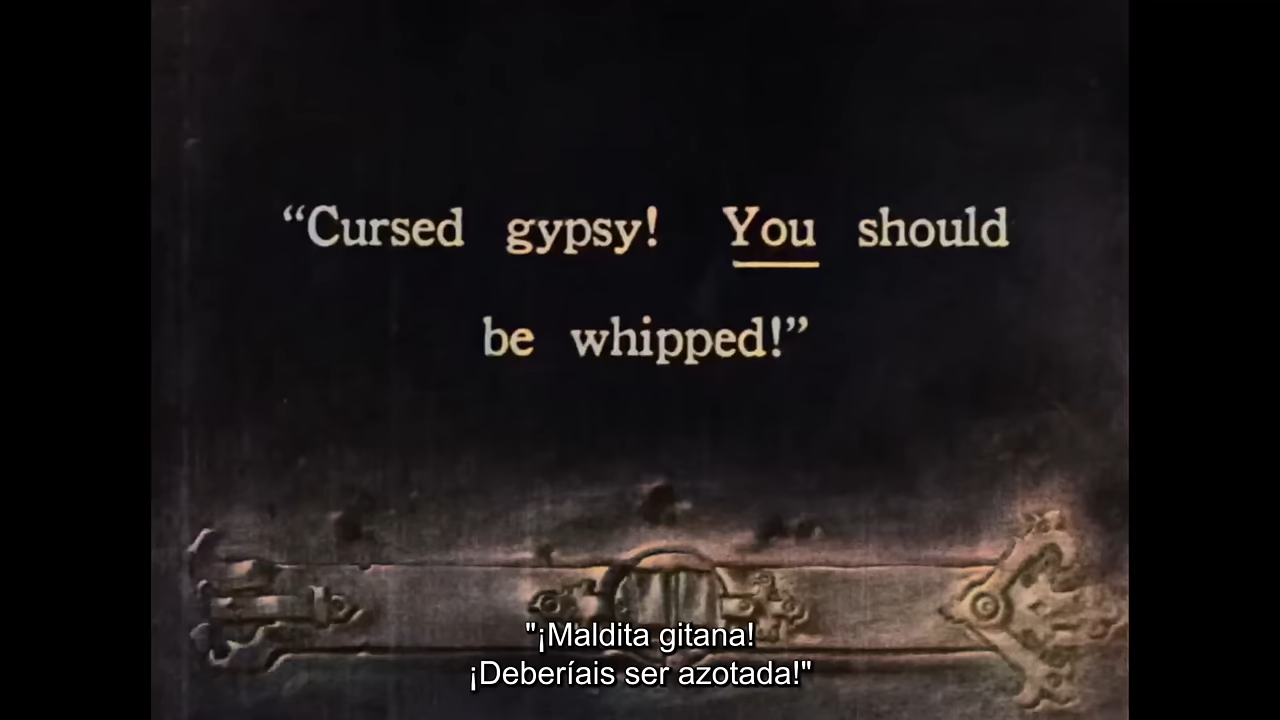 “Cursed gypsy! You should
be whipped!”
"¡Maldita gitana!
¡Deberíais ser azotada!"